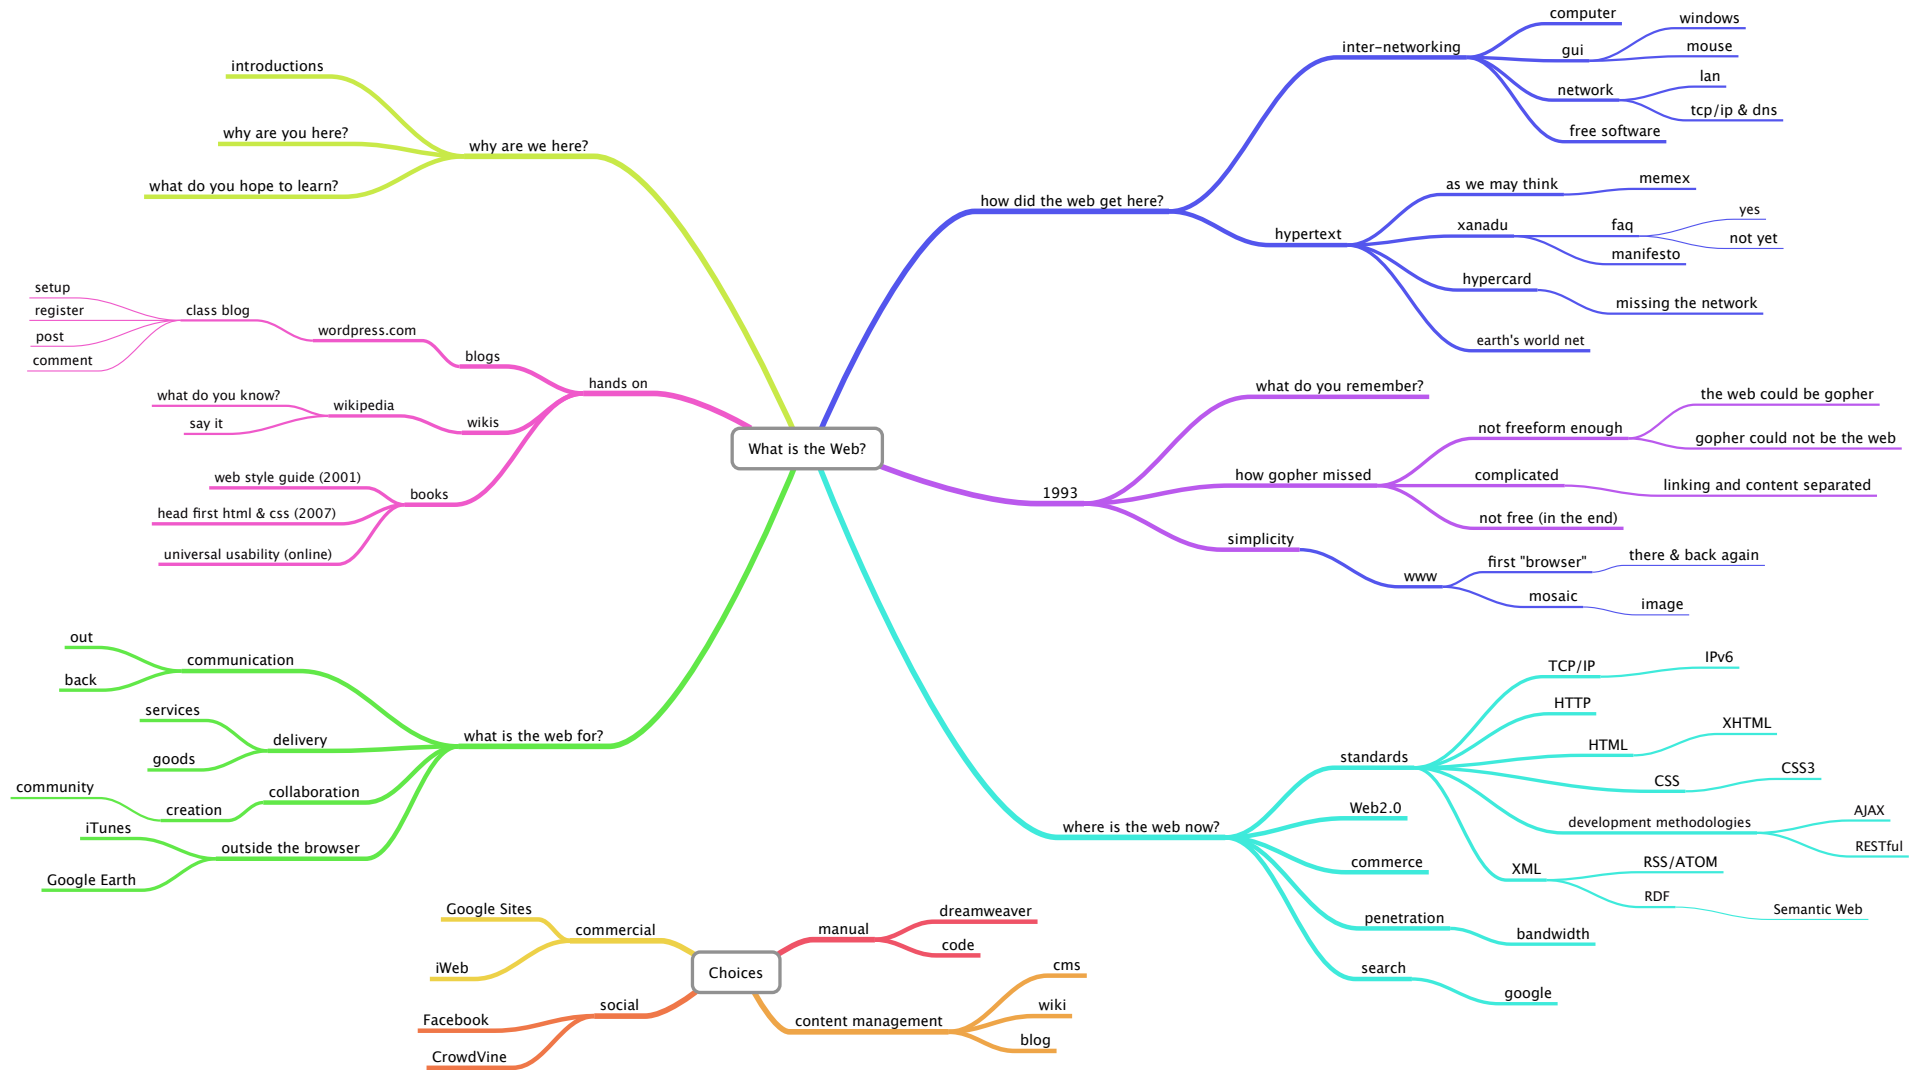 What is the Web?
why are we here?
introductions
why are you here?
what do you hope to learn?
hands on
blogs
wordpress.com
class blog
setup
register
post
comment
wikis
wikipedia
what do you know?
say it
books
web style guide (2001)
head first html & css (2007)
universal usability (online)
what is the web for?
communication
out
back
delivery
services
goods
collaboration
creation
community
outside the browser
iTunes
Google Earth
how did the web get here?
inter-networking
computer
gui
windows
mouse
network
lan
tcp/ip & dns
free software
hypertext
as we may think
memex
xanadu
faq
yes
not yet
manifesto
hypercard
missing the network
earth's world net
1993
what do you remember?
how gopher missed
not freeform enough
the web could be gopher
gopher could not be the web
complicated
linking and content separated
not free (in the end)
simplicity
www
first "browser"
there & back again
mosaic
image
where is the web now?
standards
TCP/IP
IPv6
HTTP
HTML
XHTML
CSS
CSS3
development methodologies
AJAX
RESTful
XML
RSS/ATOM
RDF
Semantic Web
Web2.0
commerce
penetration
bandwidth
search
google
Choices
commercial
Google Sites
iWeb
social
Facebook
CrowdVine
manual
dreamweaver
code
content management
cms
wiki
blog